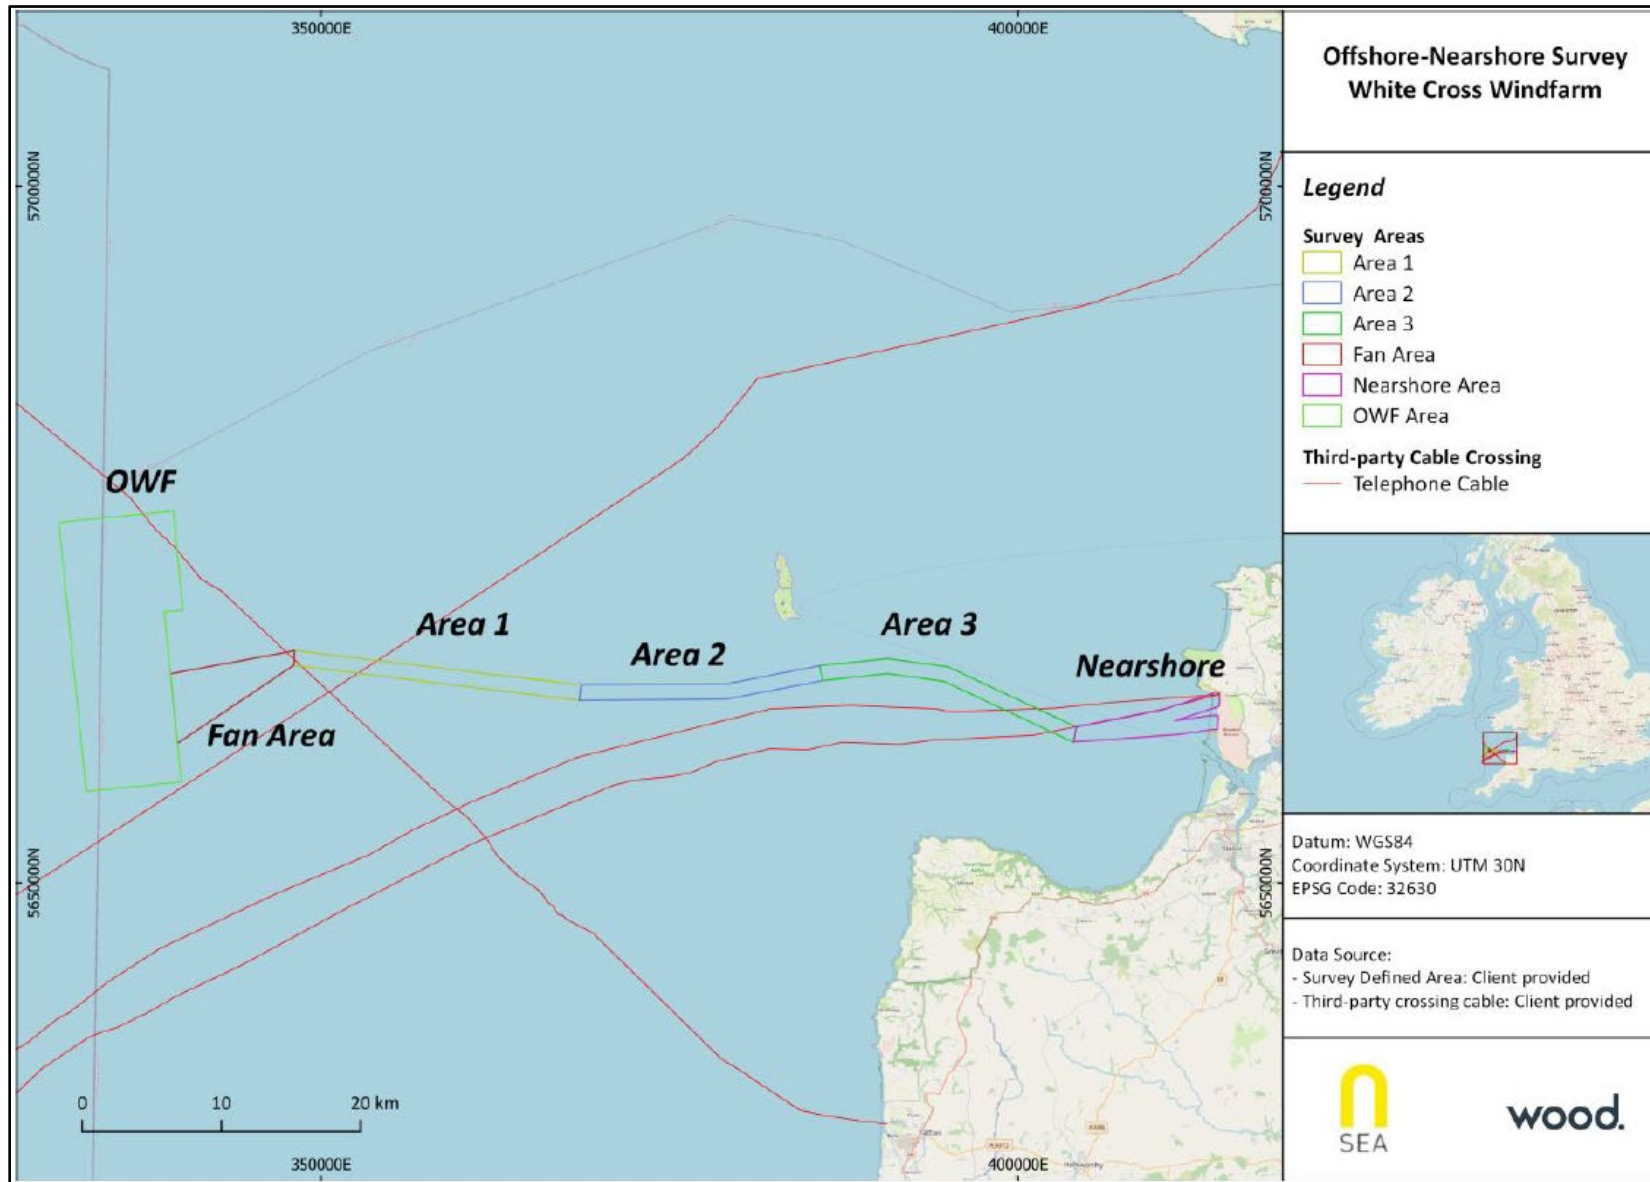 350000E
400000E
5700000N
5700000N
OWF
Area 1
Area 2
Area 3
Nearshore
Fan Area
5650000N
5650000N
0 10 20 km
350000E
400000E
Offshore-Nearshore Survey
White Cross Windfarm
Legend
Survey Areas
Area 1
Area 2
Area 3
Fan Area
Nearshore Area
OWF Area
Third-party Cable Crossing
Telephone Cable
Datum: WGS84
Coordinate System: UTM 30N
EPSG Code: 32630
Data Source:
- Survey Defined Area: Client provided
- Third-party crossing cable: Client provided
SEA
wood.